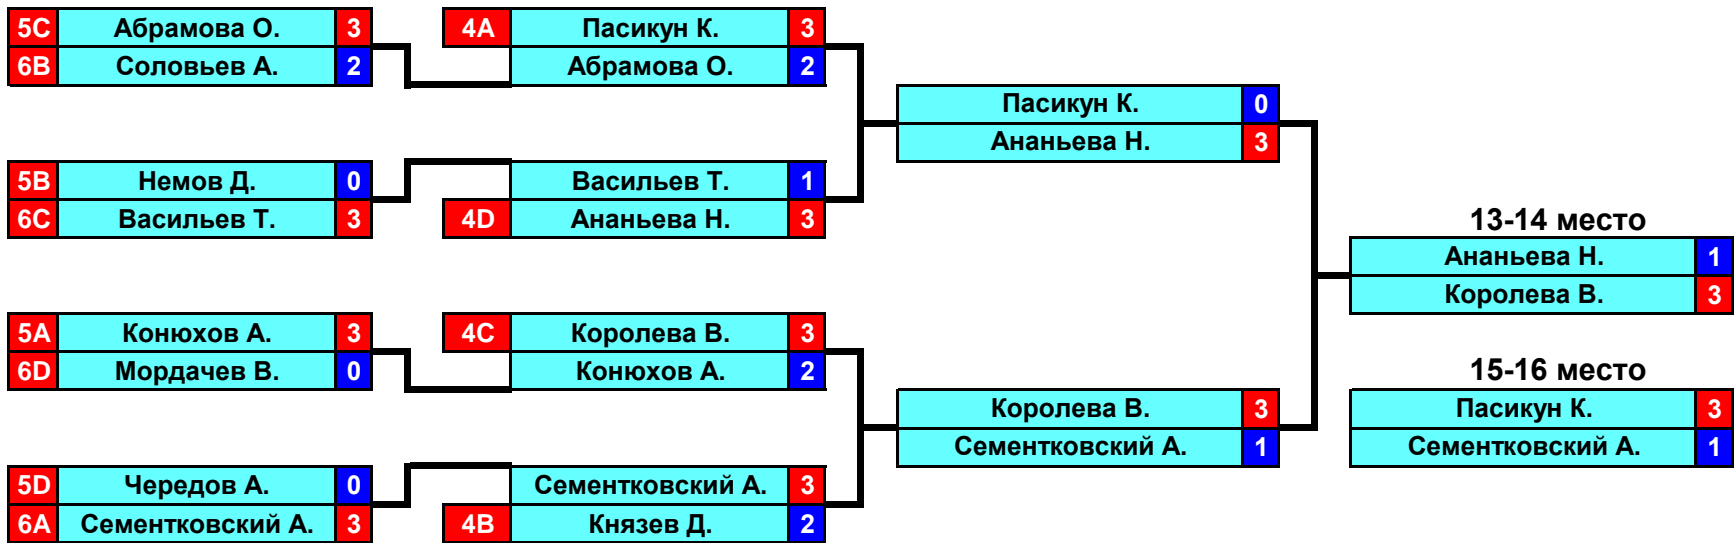 5C Абрамова О. 3 4A Пасикун К. 3
6B Соловьев А. 2 Абрамова О. 2
Пасикун К. 0
Ананьева Н. 3
5B Немов Д. 0 Васильев Т. 1
6C Васильев Т. 3 4D Ананьева Н. 3
13-14 место
Ананьева Н. 1
Королева В. 3
5A Конюхов А. 3 4C Королева В. 3
6D Мордачев В. 0 Конюхов А. 2
15-16 место
Королева В. 3 Пасикун К. 3
Сементковский А. 1 Сементковский А. 1
5D Чередов А. 0 Сементковский А. 3
6A Сементковский А. 3 4B Князев Д. 2